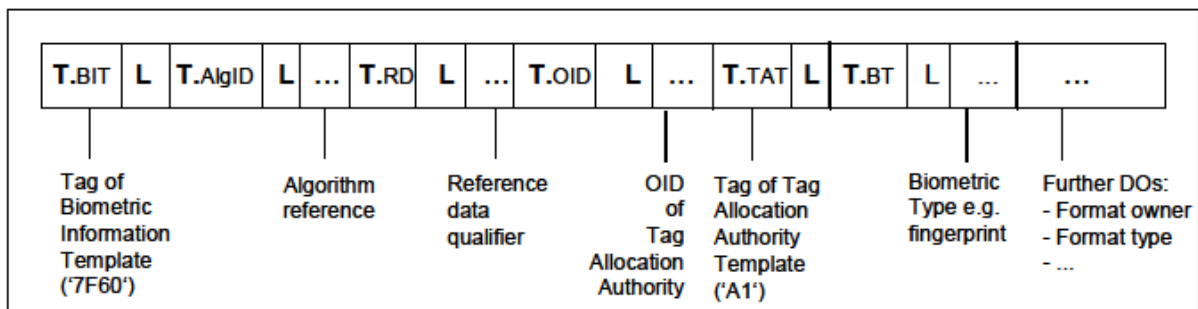 T.BIT L T.AlgID L ... T.RD L ... T.OID L ... T.TAT L T.BT L ... ...
Tag of
Biometric
Information
Template
(‘7F60‘)
Algorithm
reference
Reference
data
qualifier
OID
of
Tag
Allocation
Authority
Tag of Tag
Allocation
Authority
Template
(‘A1‘)
Biometric
Type e.g.
fingerprint
Further DOs:
- Format owner
- Format type
- ...